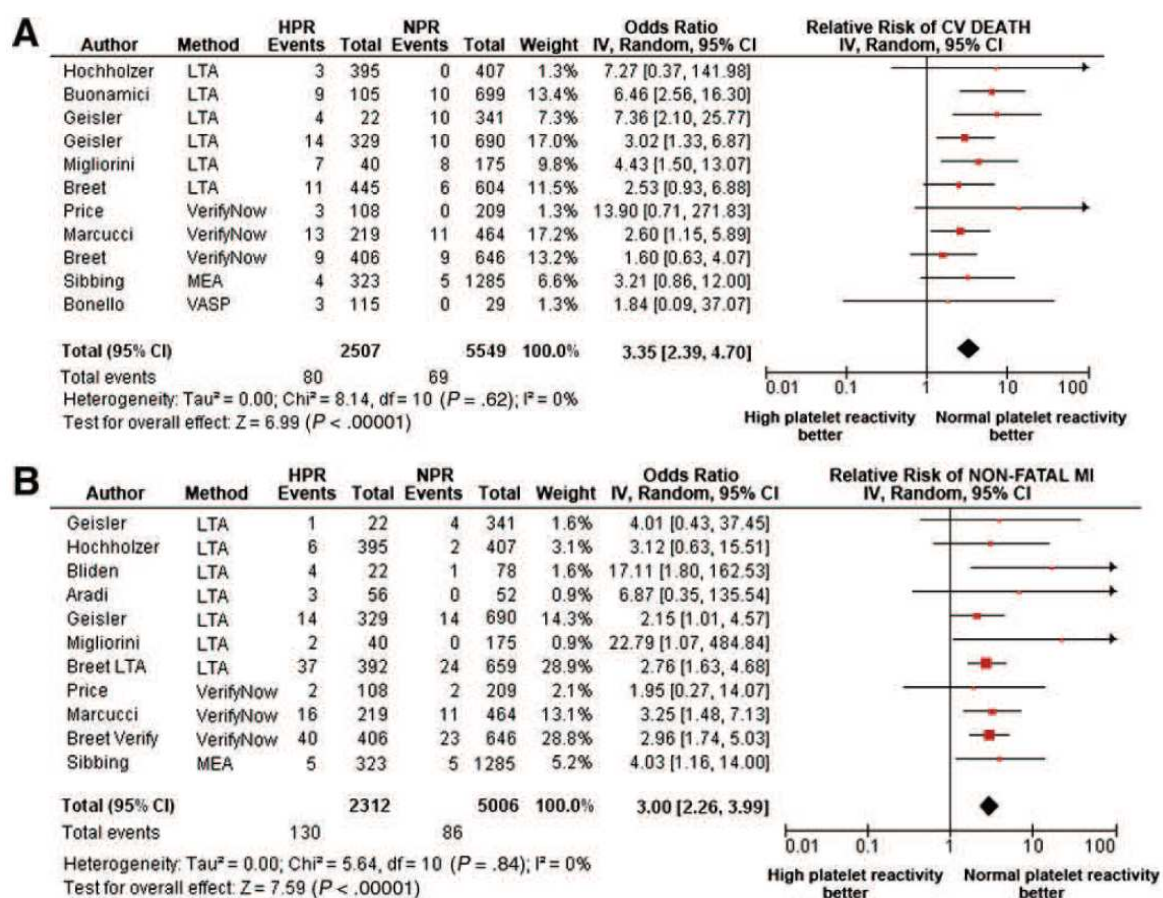 A
HPR NPR Odds Ratio Relative Risk of CV DEATH
Author Method Events Total Events Total Weight IV, Random, 95% CI IV, Random, 95% CI
Hochholzer LTA 3 395 0 407 1.3% 7.27 [0.37, 141.98]
Buonamici LTA 9 105 10 699 13.4% 6.46 [2.56, 16.30]
Geisler LTA 4 22 10 341 7.3% 7.36 [2.10, 25.77]
Geisler LTA 14 329 10 690 17.0% 3.02 [1.33, 6.87]
Migliorini LTA 7 40 8 175 9.8% 4.43 [1.50, 13.07]
Breet LTA 11 445 6 604 11.5% 2.53 [0.93, 6.88]
Price VerifyNow 3 108 0 209 1.3% 13.90 [0.71, 271.83]
Marcucci VerifyNow 13 219 11 464 17.2% 2.60 [1.15, 5.89]
Breet VerifyNow 9 406 9 646 13.2% 1.60 [0.63, 4.07]
Sibbing MEA 4 323 5 1285 6.6% 3.21 [0.86, 12.00]
Bonello VASP 3 115 0 29 1.3% 1.84 [0.09, 37.07]
Total (95% CI) 2507 5549 100.0% 3.35 [2.39, 4.70]
Total events 80 69
Heterogeneity: Tau² = 0.00; Chi² = 8.14, df = 10 (P = .62); I² = 0%
Test for overall effect: Z = 6.99 (P < .00001)
0.01 0.1 1 10 100
High platelet reactivity better Normal platelet reactivity better
B
HPR NPR Odds Ratio Relative Risk of NON-FATAL MI
Author Method Events Total Events Total Weight IV, Random, 95% CI IV, Random, 95% CI
Geisler LTA 1 22 4 341 1.6% 4.01 [0.43, 37.45]
Hochholzer LTA 6 395 2 407 3.1% 3.12 [0.63, 15.51]
Bliden LTA 4 22 1 78 1.6% 17.11 [1.80, 162.53]
Aradi LTA 3 56 0 52 0.9% 6.87 [0.35, 135.54]
Geisler LTA 14 329 14 690 14.3% 2.15 [1.01, 4.57]
Migliorini LTA 2 40 0 175 0.9% 22.79 [1.07, 484.84]
Breet LTA LTA 37 392 24 659 28.9% 2.76 [1.63, 4.68]
Price VerifyNow 2 108 2 209 2.1% 1.95 [0.27, 14.07]
Marcucci VerifyNow 16 219 11 464 13.1% 3.25 [1.48, 7.13]
Breet Verify VerifyNow 40 406 23 646 28.8% 2.96 [1.74, 5.03]
Sibbing MEA 5 323 5 1285 5.2% 4.03 [1.16, 14.00]
Total (95% CI) 2312 5006 100.0% 3.00 [2.26, 3.99]
Total events 130 86
Heterogeneity: Tau² = 0.00; Chi² = 5.64, df = 10 (P = .84); I² = 0%
Test for overall effect: Z = 7.59 (P < .00001)
0.01 0.1 1 10 100
High platelet reactivity better Normal platelet reactivity better